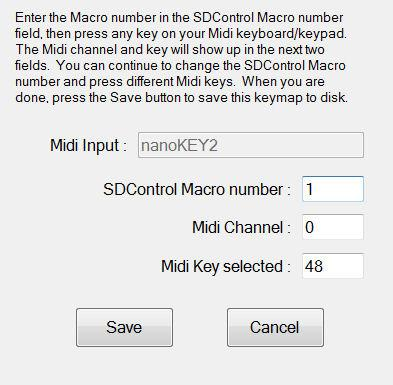 Enter the Macro number in the SDControl Macro number
field, then press any key on your Midi keyboard/keypad.
The Midi channel and key will show up in the next two
fields.  You can continue to change the SDControl Macro
number and press different Midi keys.  When you are
done, press the Save button to save this keymap to disk.
Midi Input : nanoKEY2
SDControl Macro number : 1
Midi Channel : 0
Midi Key selected : 48
Save Cancel